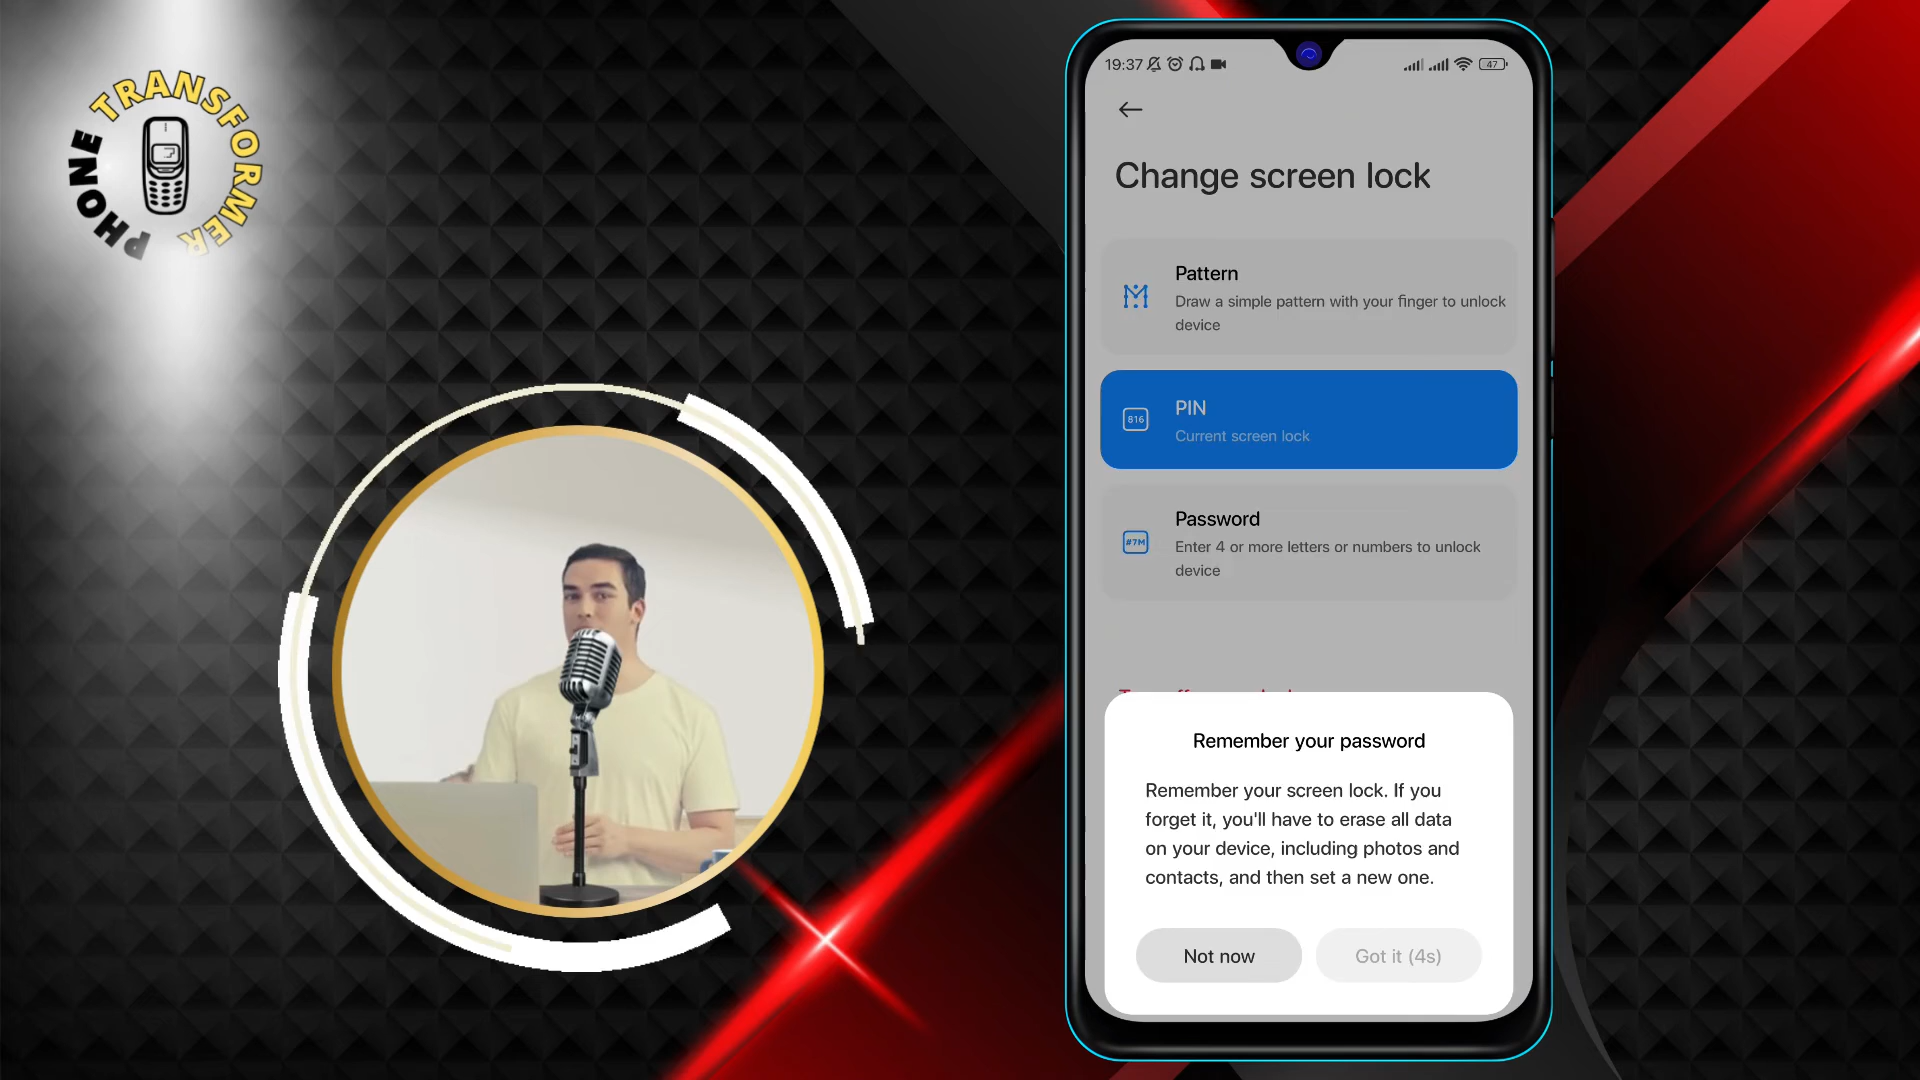 PHONE TRANSFORMER
19:37
47
Change screen lock
Pattern
Draw a simple pattern with your finger to unlock
device
816
PIN
Current screen lock
#7M
Password
Enter 4 or more letters or numbers to unlock
device
Remember your password
Remember your screen lock. If you
forget it, you'll have to erase all data
on your device, including photos and
contacts, and then set a new one.
Not now
Got it (4s)